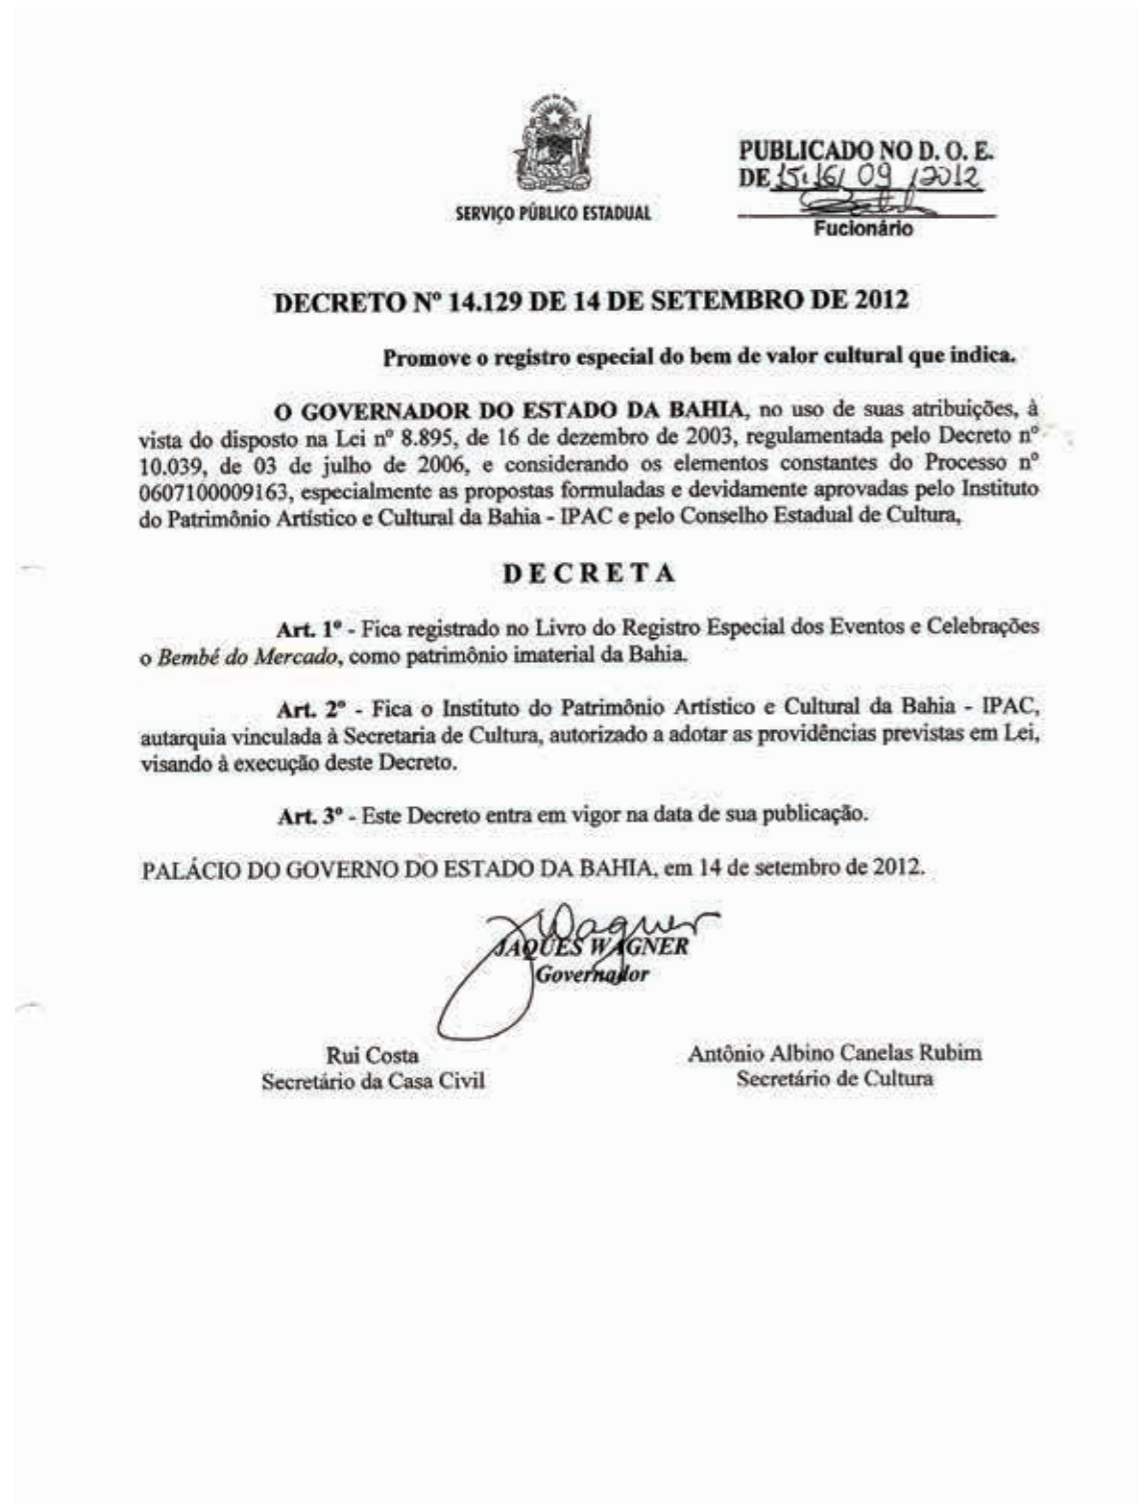 SERVIÇO PÚBLICO ESTADUAL
PUBLICADO NO D. O. E.
DE 15.16/ 09 /2012
Fucionário
DECRETO Nº 14.129 DE 14 DE SETEMBRO DE 2012
Promove o registro especial do bem de valor cultural que indica.
O GOVERNADOR DO ESTADO DA BAHIA, no uso de suas atribuições, à
vista do disposto na Lei nº 8.895, de 16 de dezembro de 2003, regulamentada pelo Decreto nº
10.039, de 03 de julho de 2006, e considerando os elementos constantes do Processo nº
0607100009163, especialmente as propostas formuladas e devidamente aprovadas pelo Instituto
do Patrimônio Artístico e Cultural da Bahia - IPAC e pelo Conselho Estadual de Cultura,
D E C R E T A
Art. 1º - Fica registrado no Livro do Registro Especial dos Eventos e Celebrações
o Bembé do Mercado, como patrimônio imaterial da Bahia.
Art. 2º - Fica o Instituto do Patrimônio Artístico e Cultural da Bahia - IPAC,
autarquia vinculada à Secretaria de Cultura, autorizado a adotar as providências previstas em Lei,
visando à execução deste Decreto.
Art. 3º - Este Decreto entra em vigor na data de sua publicação.
PALÁCIO DO GOVERNO DO ESTADO DA BAHIA, em 14 de setembro de 2012.
JWagner
JAQUES WAGNER
Governador
Rui Costa
Secretário da Casa Civil
Antônio Albino Canelas Rubim
Secretário de Cultura